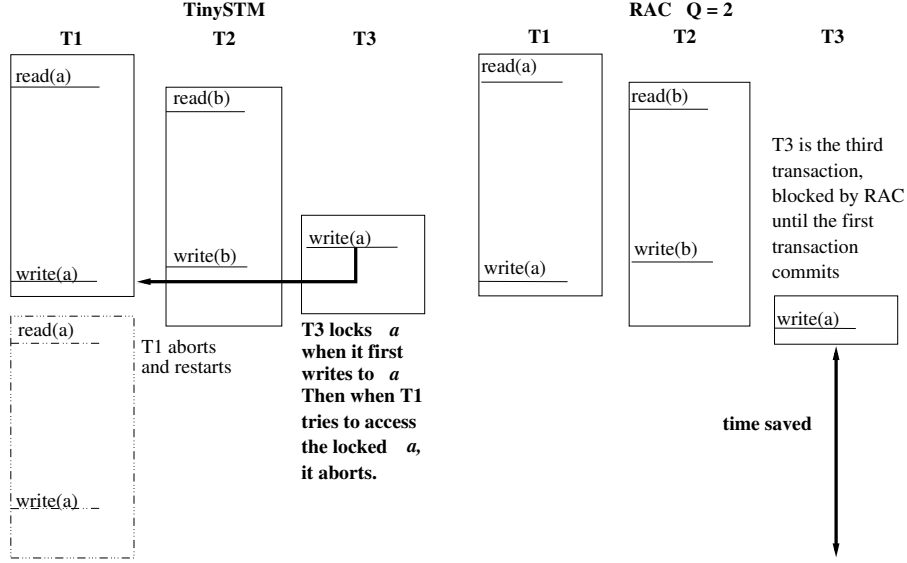 TinySTM
T1
T2
T3
read(a)
write(a)
read(b)
write(b)
write(a)
read(a)
write(a)
T1 aborts
and restarts
T3 locks a
when it first
writes to a
Then when T1
tries to access
the locked a,
it aborts.
RAC Q = 2
T1
T2
T3
read(a)
write(a)
read(b)
write(b)
T3 is the third
transaction,
blocked by RAC
until the first
transaction
commits
write(a)
time saved